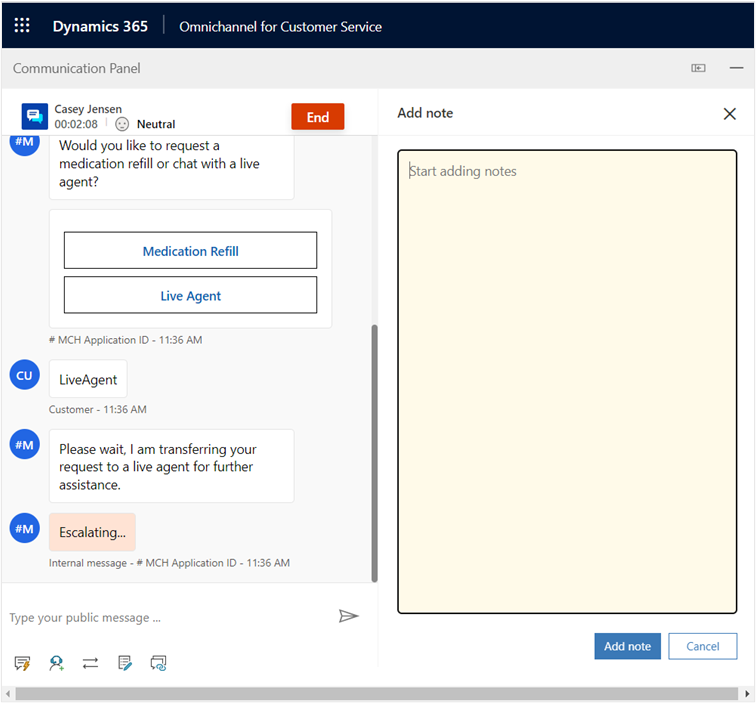 Dynamics 365 Omnichannel for Customer Service
Communication Panel
Casey Jensen
00:02:08 Neutral
End
#M
Would you like to request a
medication refill or chat with a live
agent?
Medication Refill
Live Agent
# MCH Application ID - 11:36 AM
CU
LiveAgent
Customer - 11:36 AM
#M
Please wait, I am transferring your
request to a live agent for further
assistance.
#M
Escalating...
Internal message - # MCH Application ID - 11:36 AM
Type your public message ...
Add note
Start adding notes
Add note
Cancel